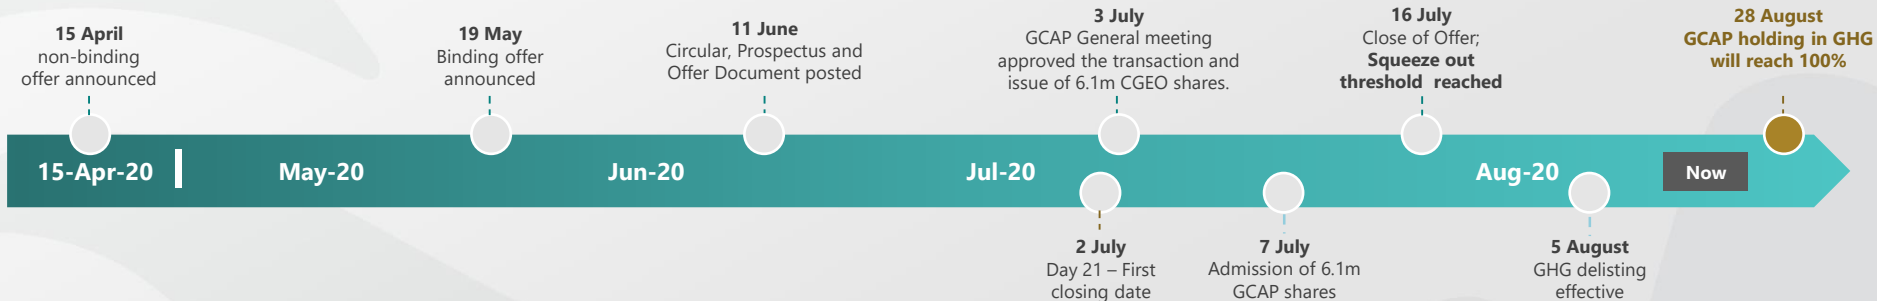 15 April
non-binding
offer announced
19 May
Binding offer
announced
11 June
Circular, Prospectus and
Offer Document posted
3 July
GCAP General meeting
approved the transaction and
issue of 6.1m CGEO shares.
16 July
Close of Offer;
Squeeze out
threshold reached
28 August
GCAP holding in GHG
will reach 100%
15-Apr-20
May-20
Jun-20
Jul-20
Aug-20
Now
2 July
Day 21 – First
closing date
7 July
Admission of 6.1m
GCAP shares
5 August
GHG delisting
effective